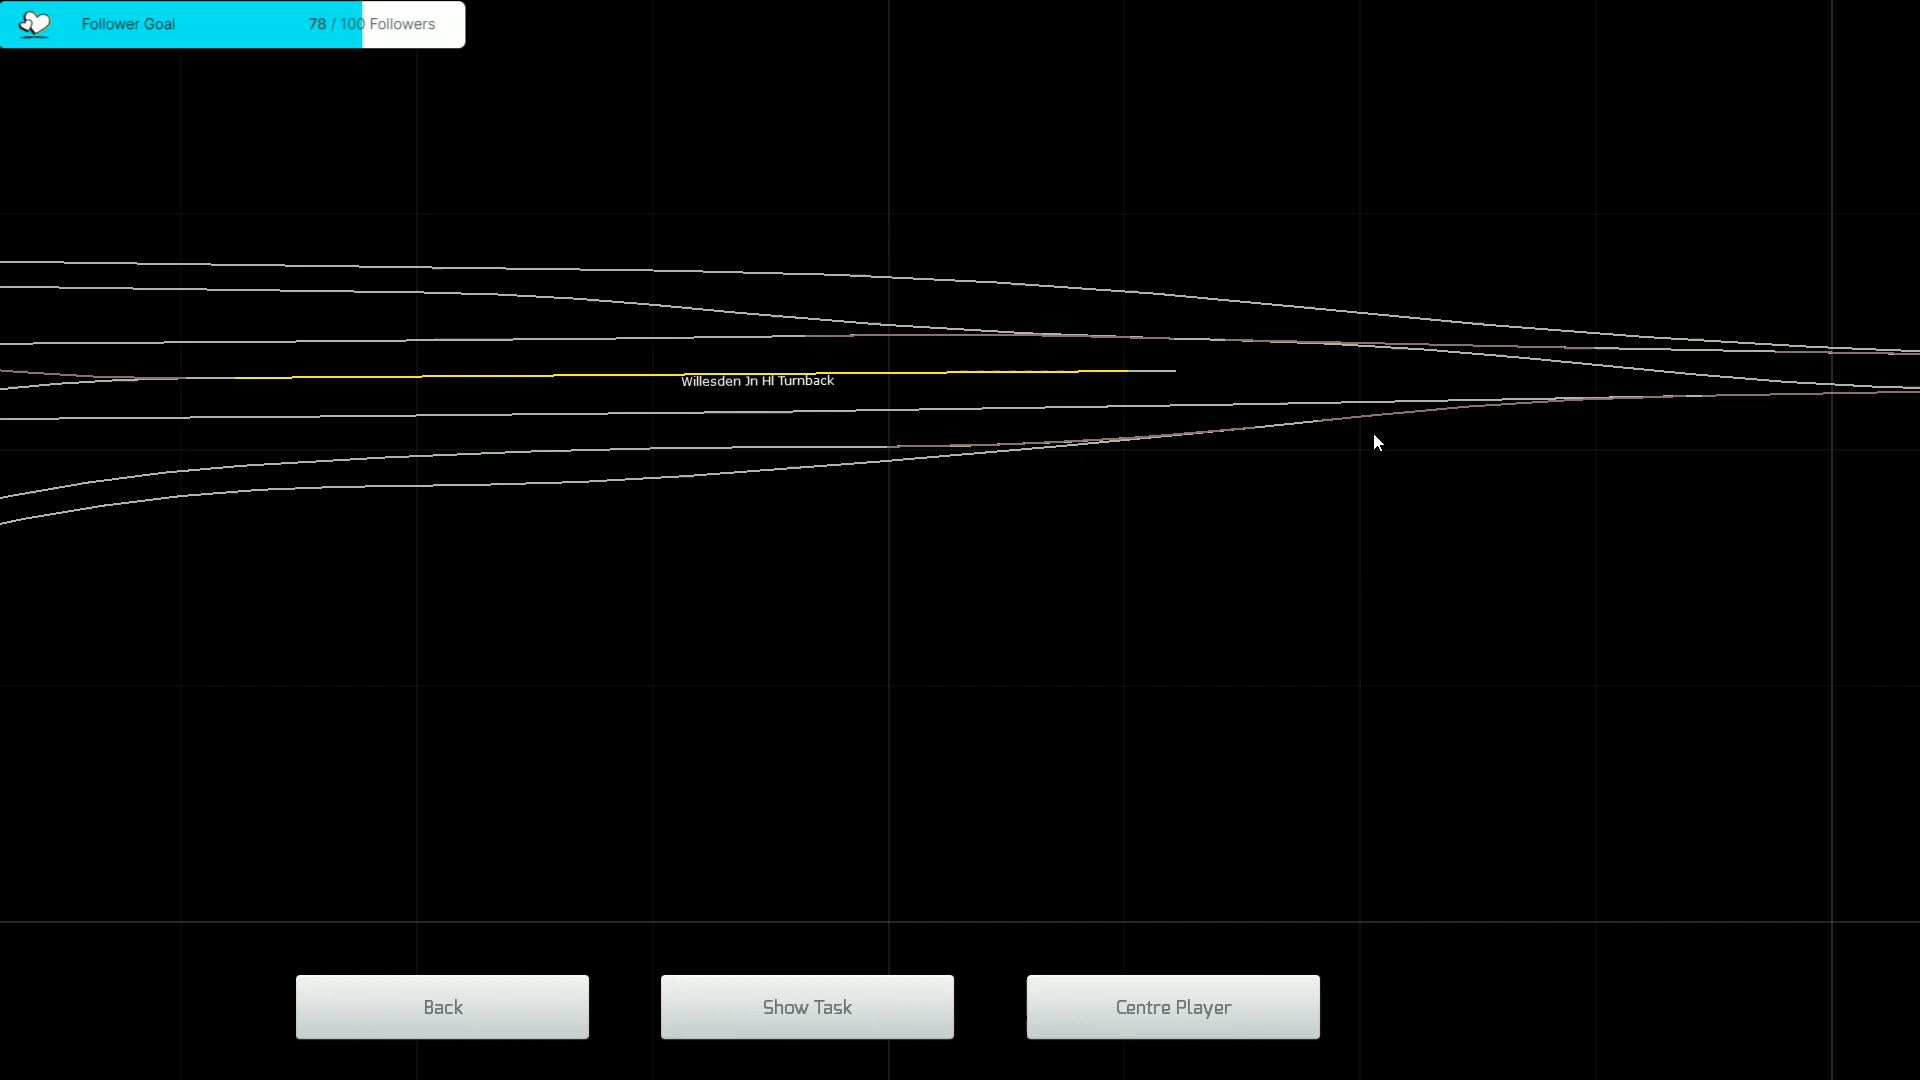 Follower Goal 78 / 100 Followers
Willesden Jn Hl Turnback
Back Show Task Centre Player